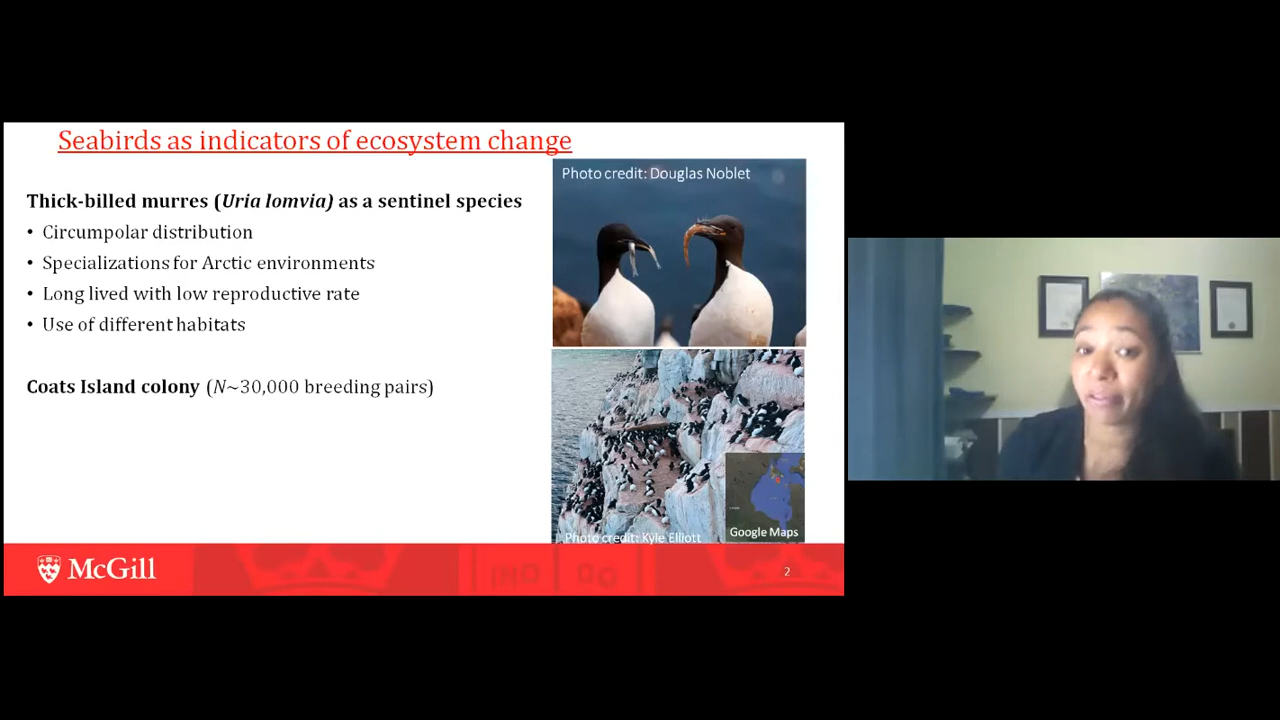 Seabirds as indicators of ecosystem change
Thick-billed murres (Uria lomvia) as a sentinel species
• Circumpolar distribution
• Specializations for Arctic environments
• Long lived with low reproductive rate
• Use of different habitats
Coats Island colony (N~30,000 breeding pairs)
Photo credit: Douglas Noblet
Google Maps
Photo credit: Kyle Elliott
McGill
2